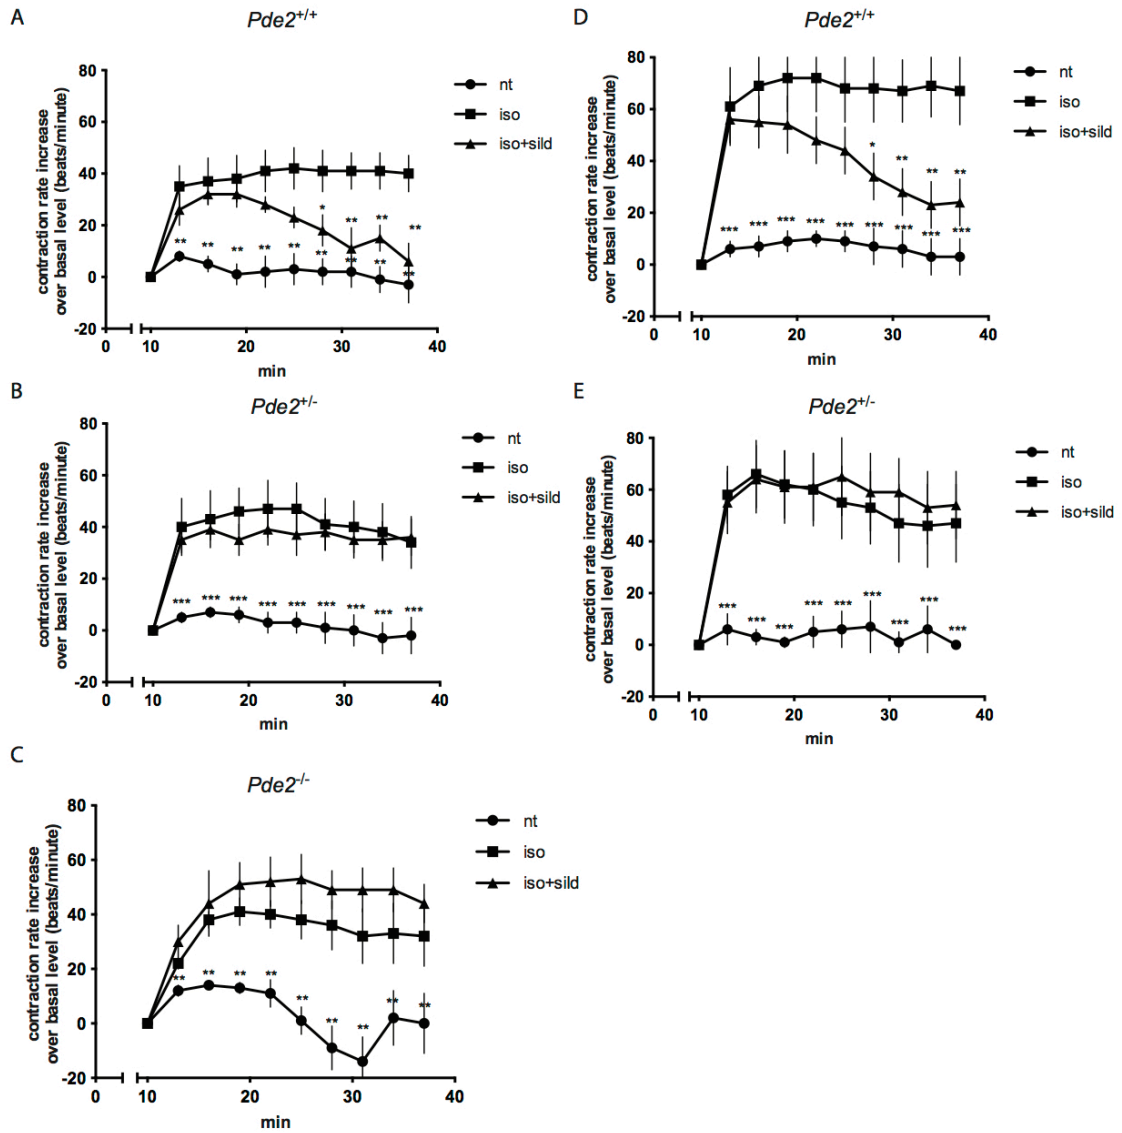 A
Pde2+/+
contraction rate increase
over basal level (beats/minute)
80
60
40
20
0
-20
0
10
20
30
40
min
nt
iso
iso+sild
** ** ** ** ** ** ** ** **
* ** ** **
B
Pde2+/-
contraction rate increase
over basal level (beats/minute)
80
60
40
20
0
-20
0
10
20
30
40
min
nt
iso
iso+sild
*** *** *** *** *** *** *** *** ***
C
Pde2-/-
contraction rate increase
over basal level (beats/minute)
80
60
40
20
0
-20
0
10
20
30
40
min
nt
iso
iso+sild
** ** ** ** ** ** ** ** **
D
Pde2+/+
contraction rate increase
over basal level (beats/minute)
80
60
40
20
0
-20
0
10
20
30
40
min
nt
iso
iso+sild
* ** ** **
*** *** *** *** *** *** *** *** ***
E
Pde2+/-
contraction rate increase
over basal level (beats/minute)
80
60
40
20
0
-20
0
10
20
30
40
min
nt
iso
iso+sild
*** *** *** *** *** *** *** *** ***